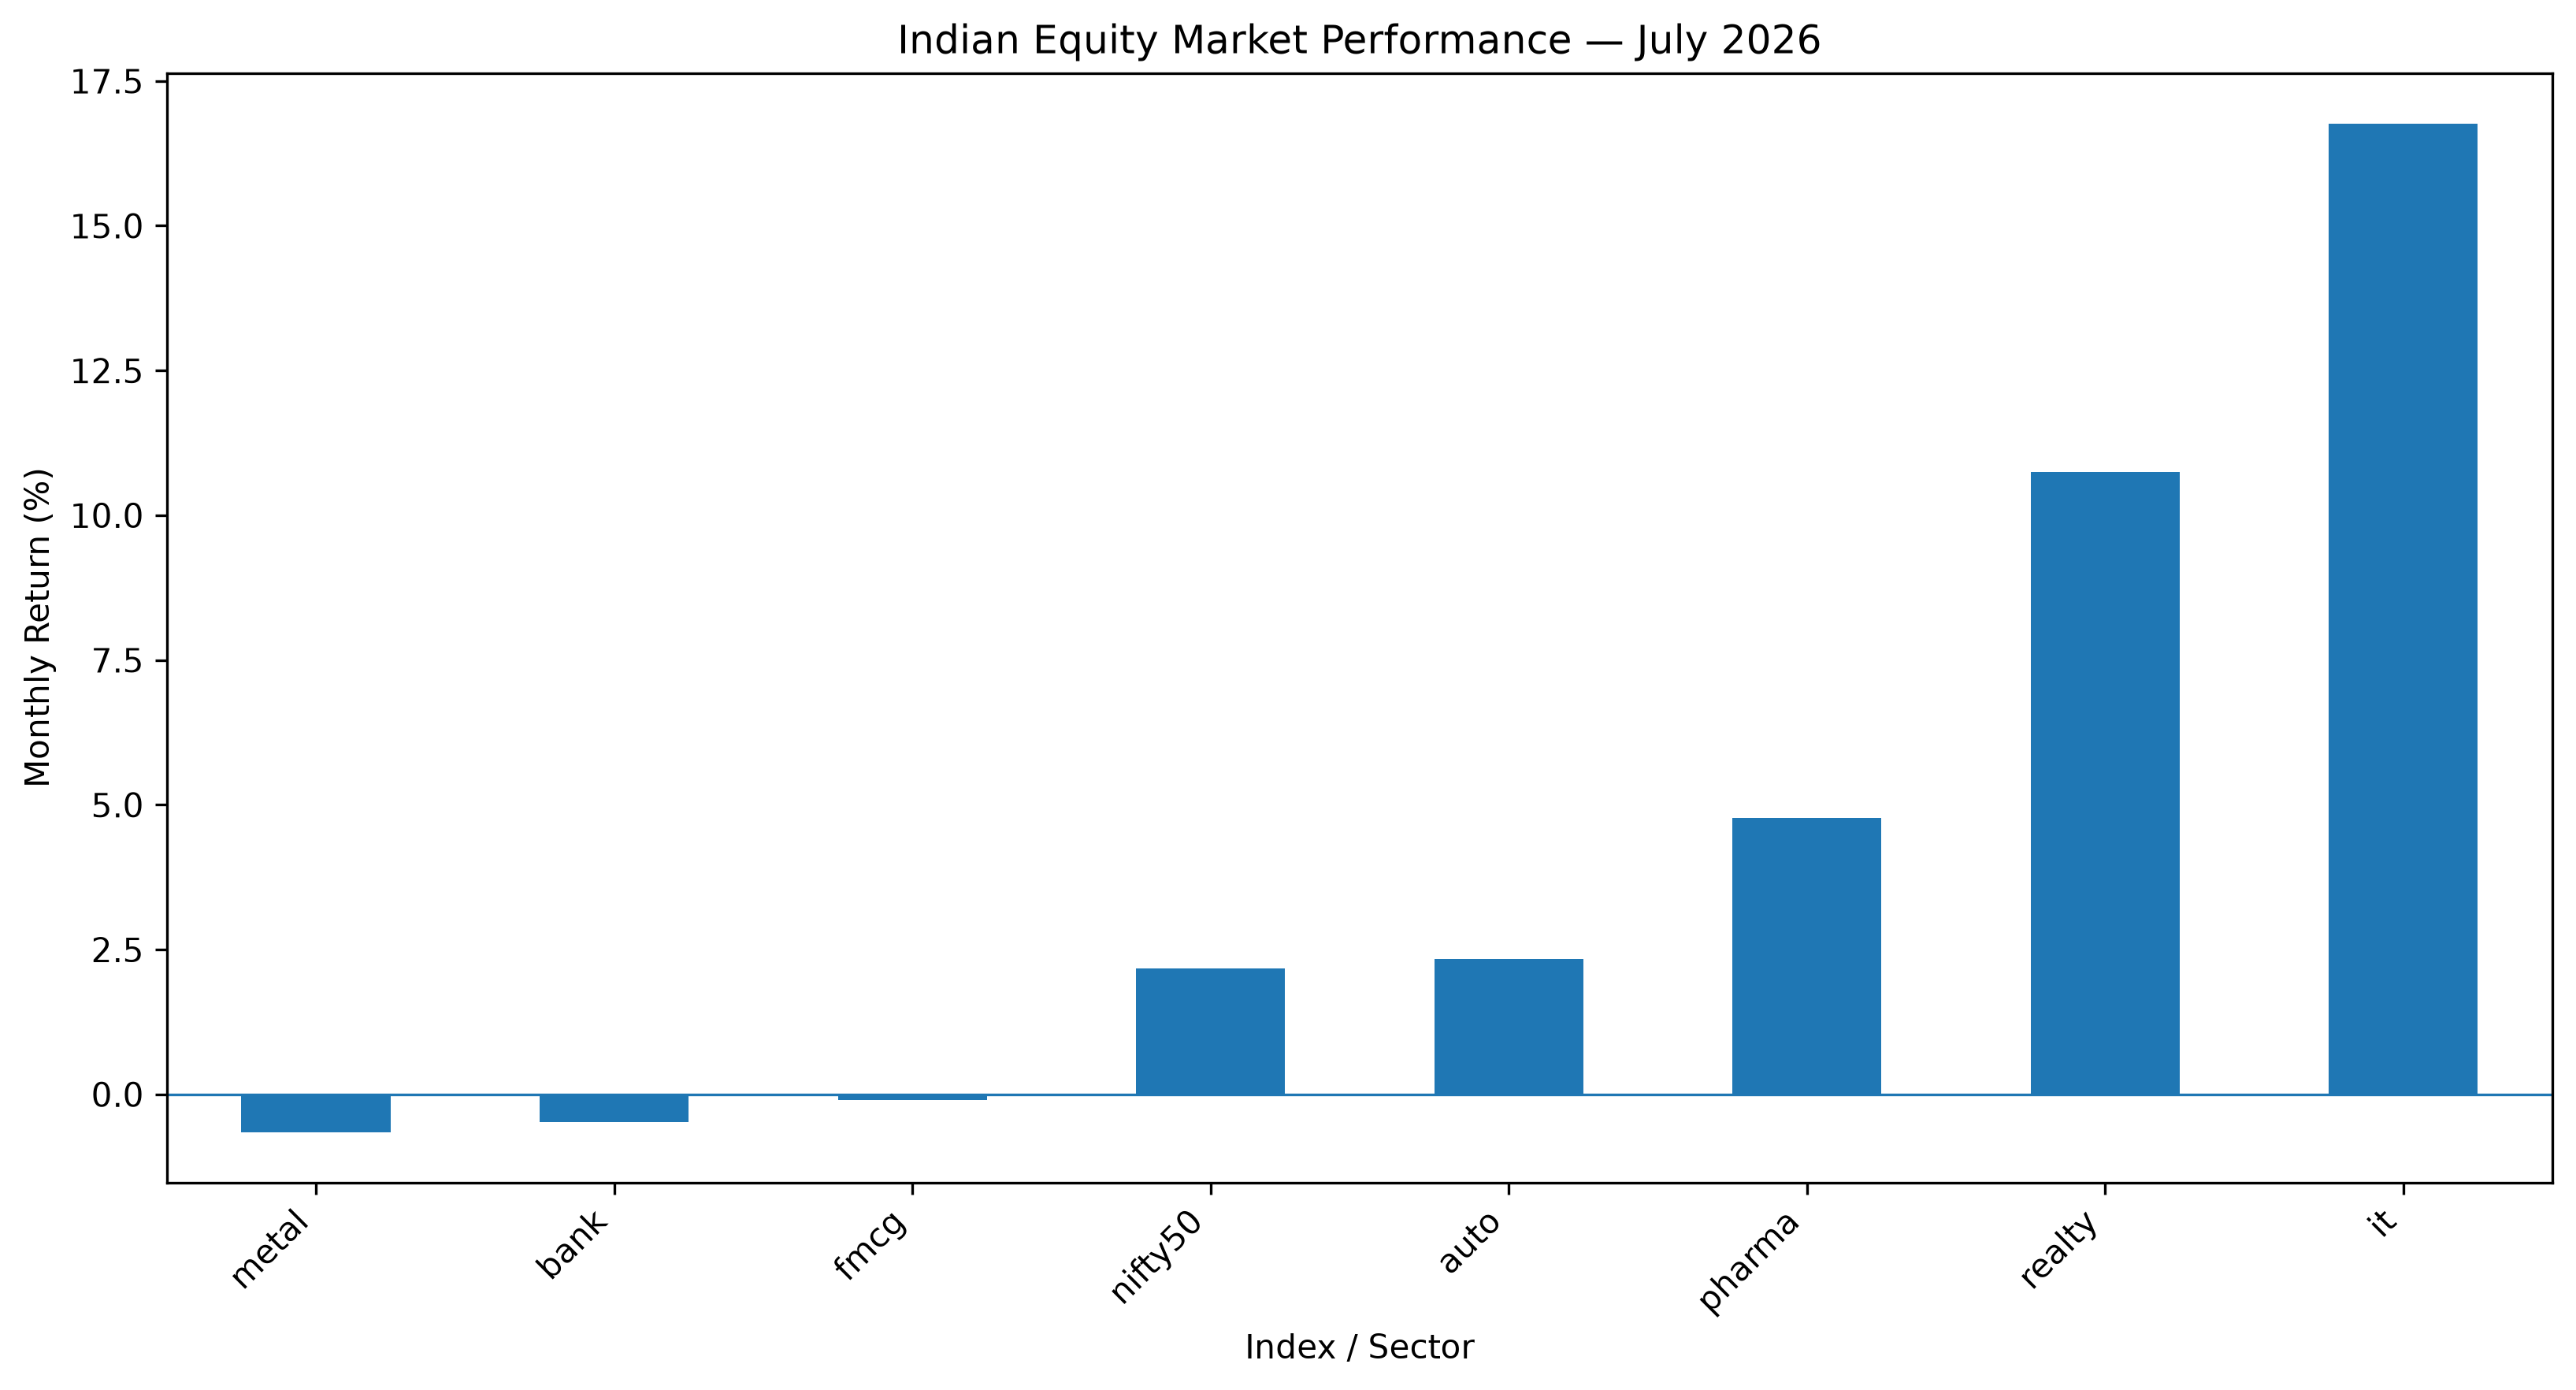 Indian Equity Market Performance — July 2026
Monthly Return (%)
17.5
15.0
12.5
10.0
7.5
5.0
2.5
0.0
metal
bank
fmcg
nifty50
auto
pharma
realty
it
Index / Sector